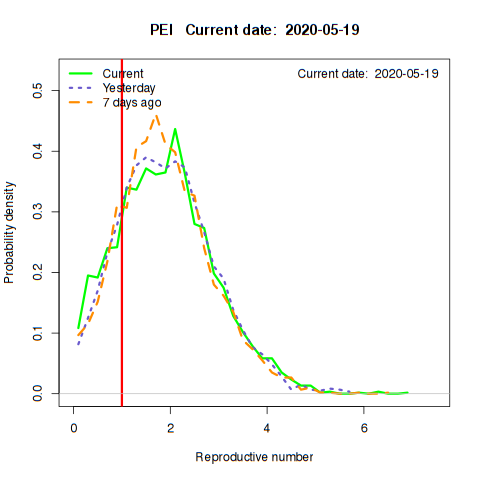 PEI   Current date:  2020-05-19
Current date:  2020-05-19
Current
Yesterday
7 days ago
Probability density
0.5
0.4
0.3
0.2
0.1
0.0
0 2 4 6
Reproductive number